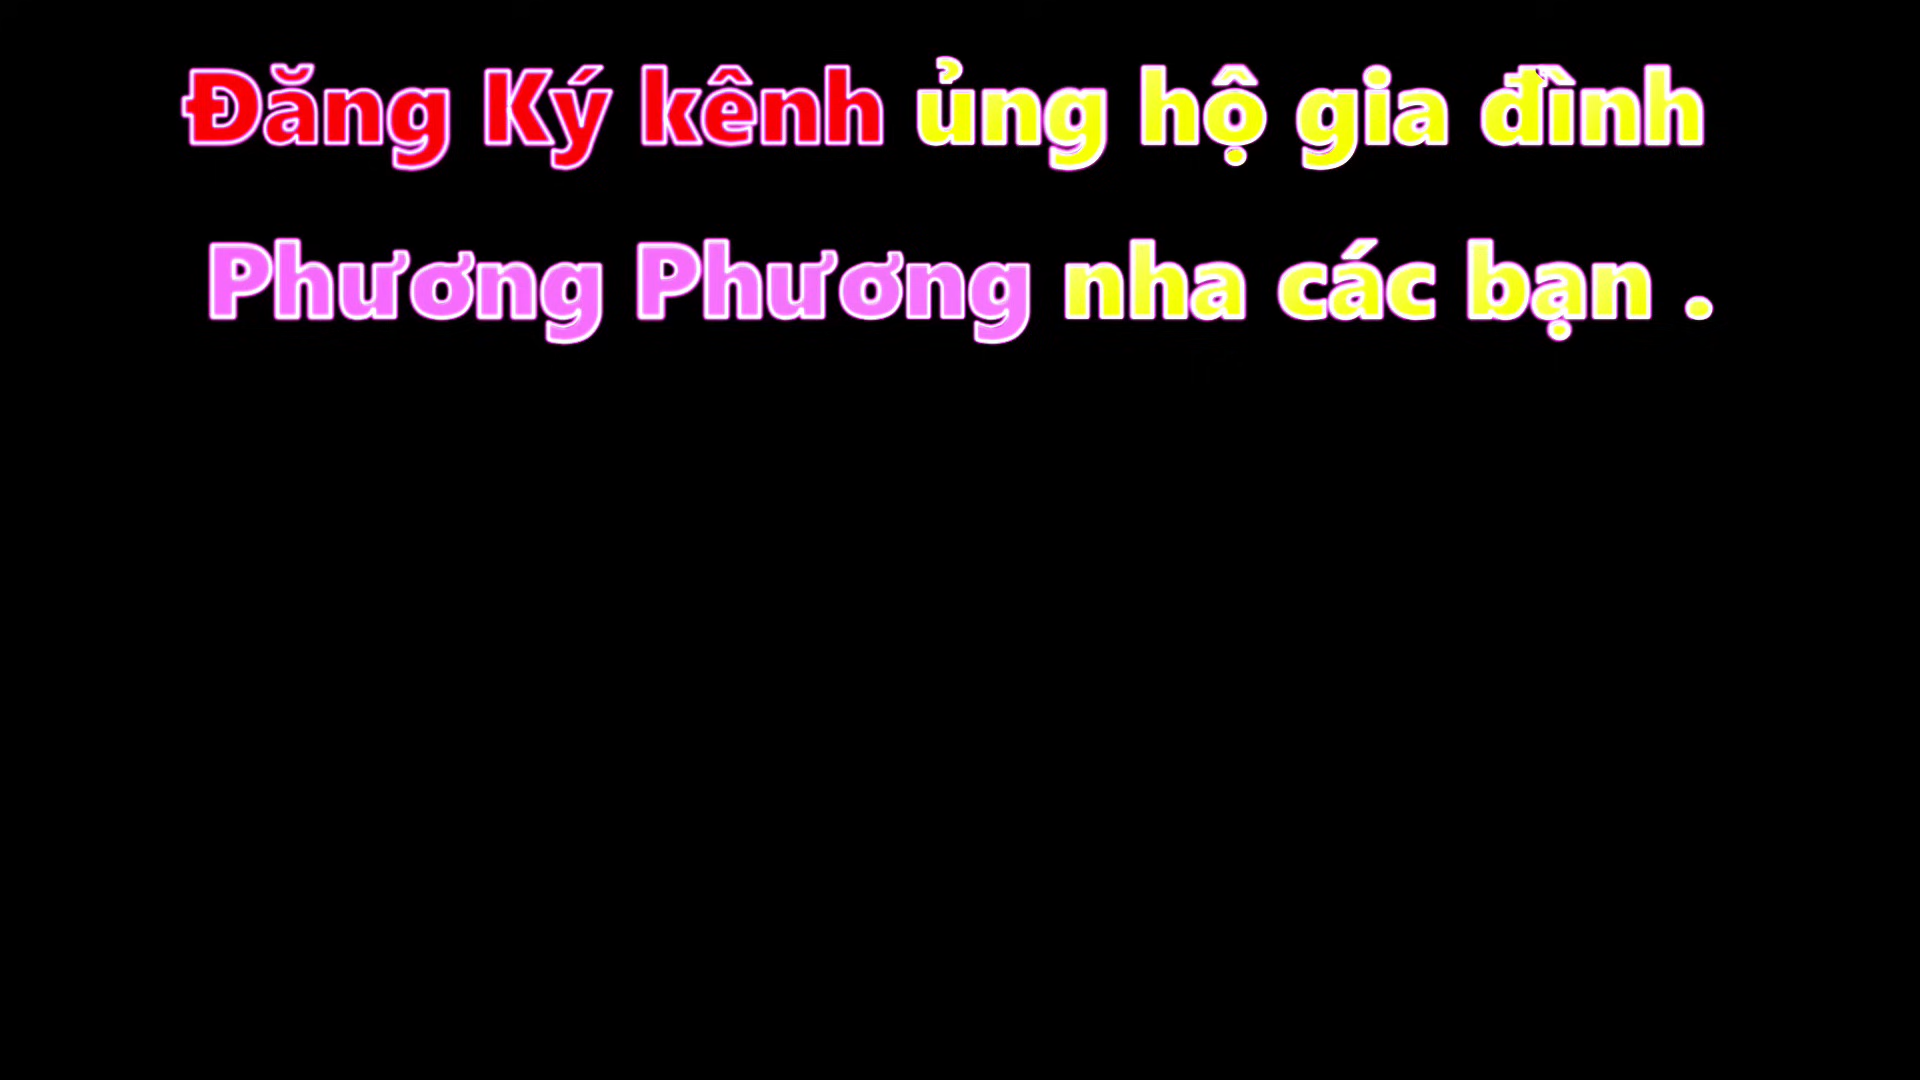 Đăng Ký kênh ủng hộ gia đình
Phương Phương nha các bạn .